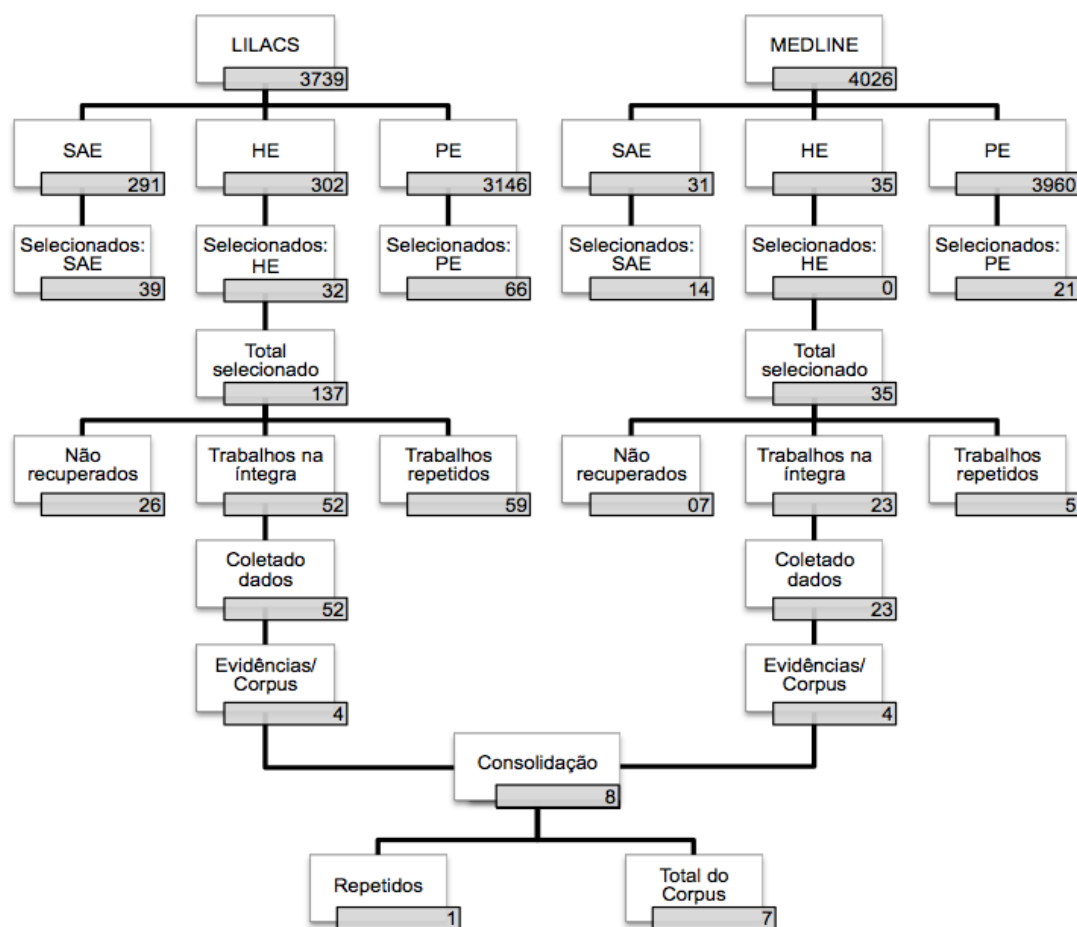 LILACS
3739
MEDLINE
4026
SAE
291
HE
302
PE
3146
SAE
31
HE
35
PE
3960
Selecionados:
SAE
39
Selecionados:
HE
32
Selecionados:
PE
66
Selecionados:
SAE
14
Selecionados:
HE
0
Selecionados:
PE
21
Total
selecionado
137
Total
selecionado
35
Não
recuperados
26
Trabalhos na
íntegra
52
Trabalhos
repetidos
59
Não
recuperados
07
Trabalhos na
íntegra
23
Trabalhos
repetidos
5
Coletado
dados
52
Coletado
dados
23
Evidências/
Corpus
4
Evidências/
Corpus
4
Consolidação
8
Repetidos
1
Total do
Corpus
7